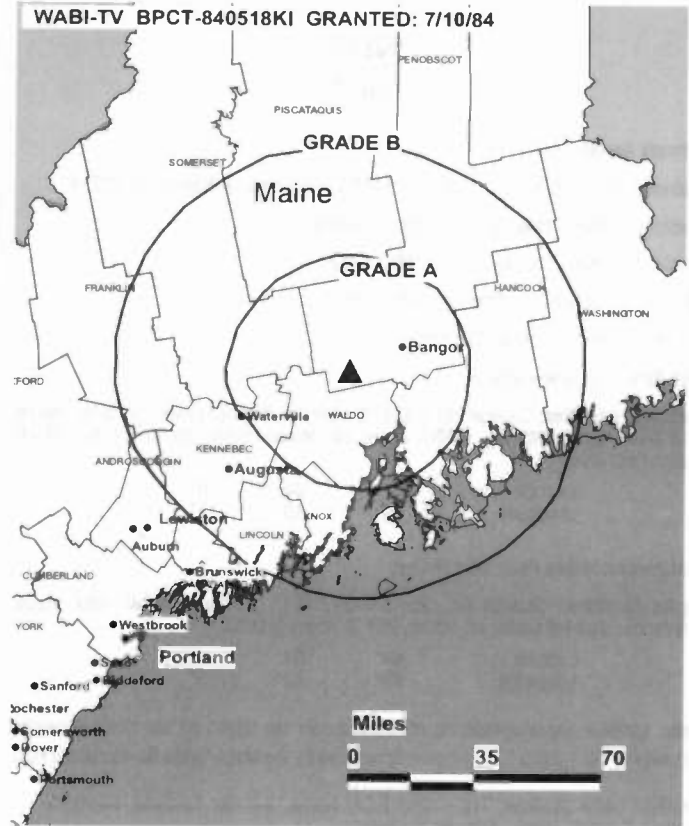 WABI-TV BPCT-840518KI GRANTED: 7/10/84
PENOBSCOT
PISCATAQUIS
GRADE B
SOMERSET
Maine
GRADE A
FRANKLIN
HANCOCK
WASHINGTON
Bangor
WALDO
Waterville
KENNEBEC
ANDROSCOGGIN
Augusta
KNOX
Lewiston
LINCOLN
Auburn
Brunswick
CUMBERLAND
YORK
Westbrook
Portland
Biddeford
Sanford
Miles
Somersworth
0 35 70
Dover
Portsmouth